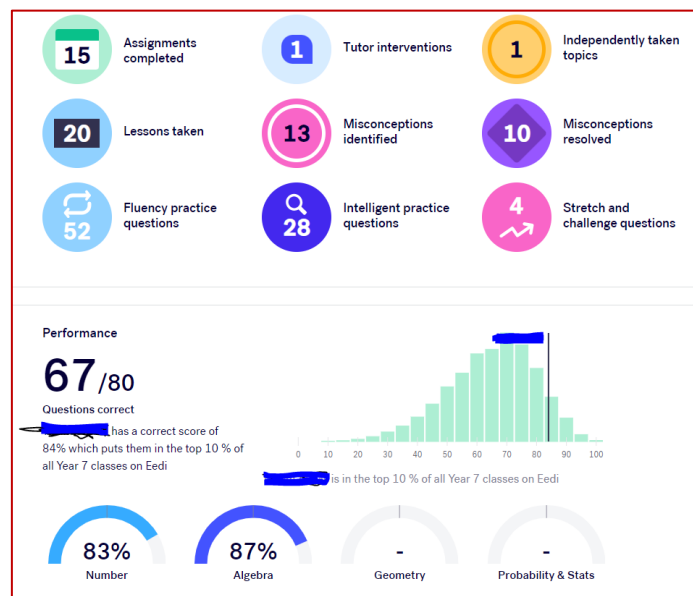 15
Assignments
completed
1
Tutor interventions
1
Independently taken
topics
20
Lessons taken
13
Misconceptions
identified
10
Misconceptions
resolved
52
Fluency practice
questions
28
Intelligent practice
questions
4
Stretch and
challenge questions
Performance
67/80
Questions correct
has a correct score of
84% which puts them in the top 10 % of
all Year 7 classes on Eedi
0 10 20 30 40 50 60 70 80 90 100
is in the top 10 % of all Year 7 classes on Eedi
83%
Number
87%
Algebra
-
Geometry
-
Probability & Stats